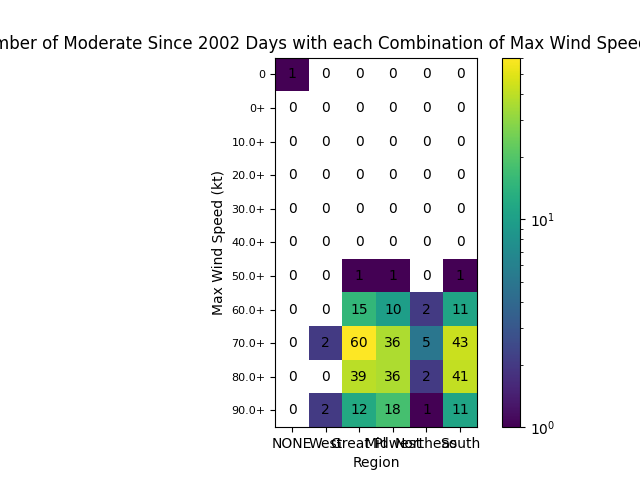 mber of Moderate Since 2002 Days with each Combination of Max Wind Speed
0 1 0 0 0 0 0
0+ 0 0 0 0 0 0
10.0+ 0 0 0 0 0 0
20.0+ 0 0 0 0 0 0
30.0+ 0 0 0 0 0 0
40.0+ 0 0 0 0 0 0
50.0+ 0 0 1 1 0 1
60.0+ 0 0 15 10 2 11
70.0+ 0 2 60 36 5 43
80.0+ 0 0 39 36 2 41
90.0+ 0 2 12 18 1 11
Max Wind Speed (kt)
NONE West Great Plains Midwest Northeast South
Region
10¹
10⁰